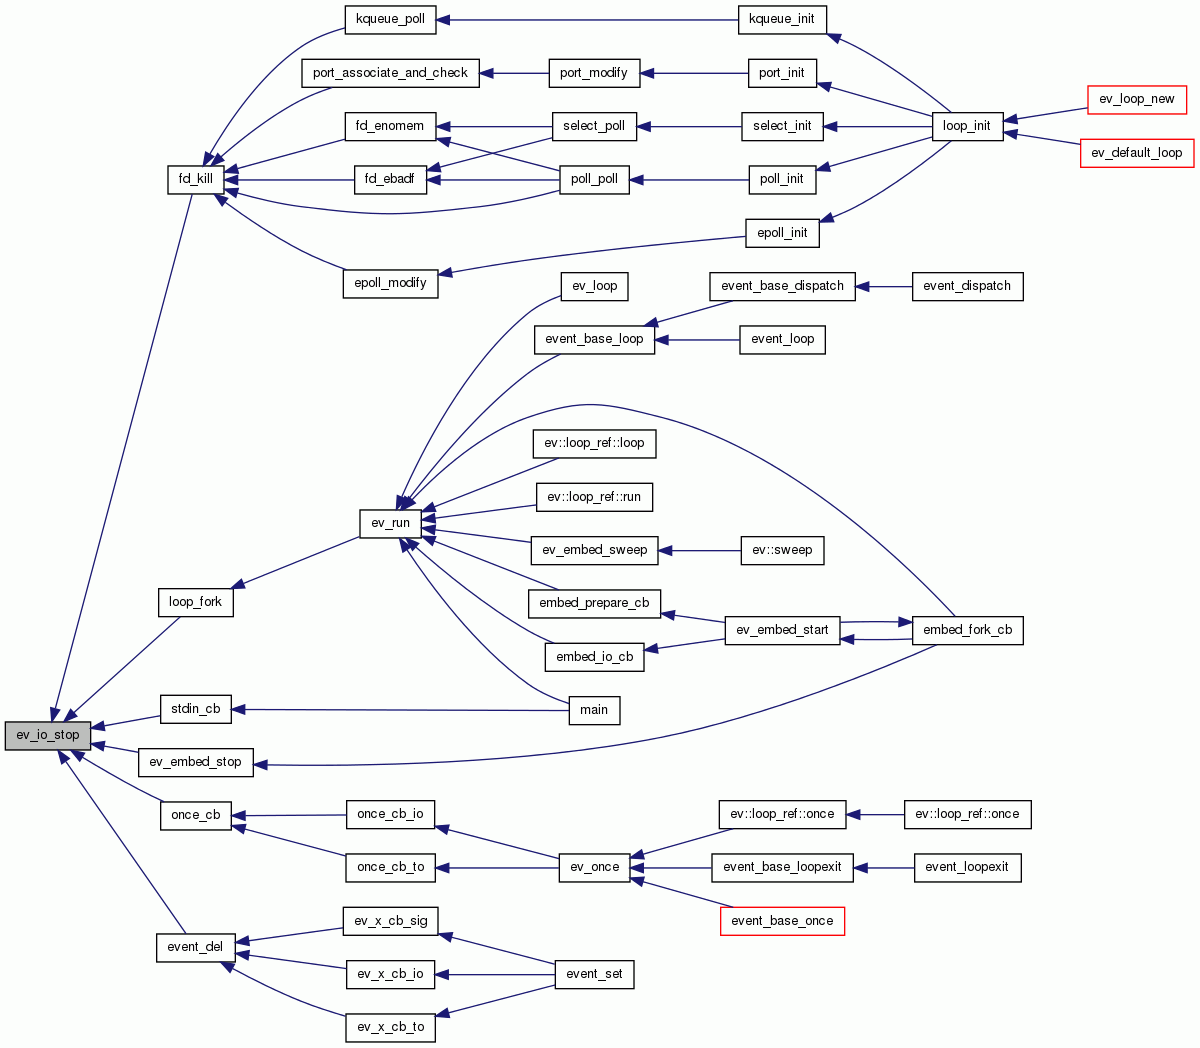 kqueue_poll
kqueue_init
port_associate_and_check
port_modify
port_init
ev_loop_new
fd_enomem
select_poll
select_init
loop_init
ev_default_loop
fd_kill
fd_ebadf
poll_poll
poll_init
epoll_init
epoll_modify
ev_loop
event_base_dispatch
event_dispatch
event_base_loop
event_loop
ev::loop_ref::loop
ev::loop_ref::run
ev_run
ev_embed_sweep
ev::sweep
loop_fork
embed_prepare_cb
ev_embed_start
embed_fork_cb
embed_io_cb
stdin_cb
main
ev_io_stop
ev_embed_stop
once_cb
once_cb_io
ev::loop_ref::once
ev::loop_ref::once
once_cb_to
ev_once
event_base_loopexit
event_loopexit
ev_x_cb_sig
event_base_once
event_del
ev_x_cb_io
event_set
ev_x_cb_to